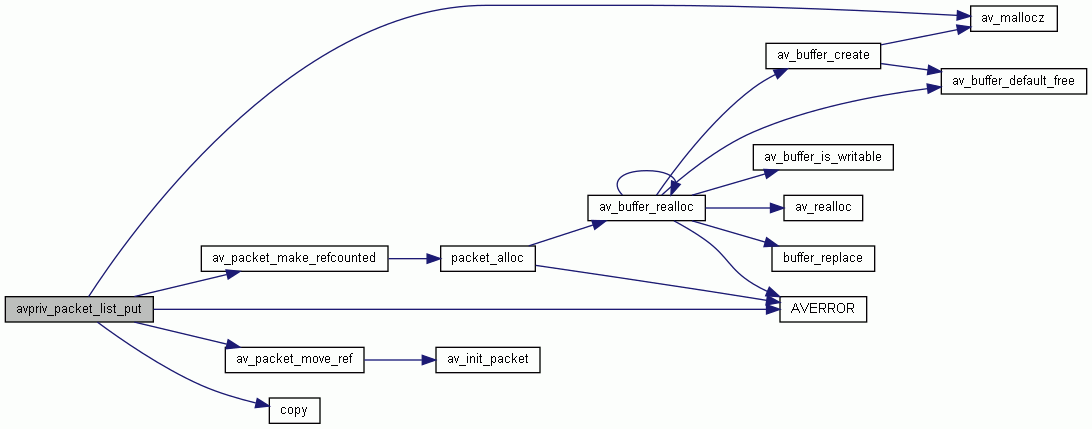 av_mallocz
av_buffer_create
av_buffer_default_free
av_buffer_is_writable
av_buffer_realloc
av_realloc
av_packet_make_refcounted
packet_alloc
buffer_replace
avpriv_packet_list_put
AVERROR
av_packet_move_ref
av_init_packet
copy